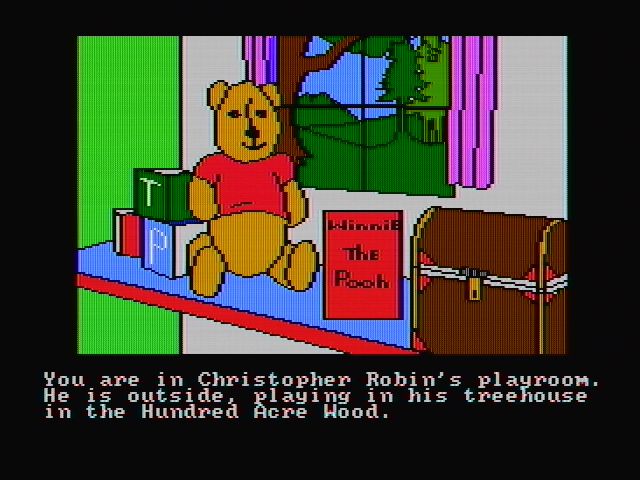 T
P
Winnie
The
Pooh
You are in Christopher Robin's playroom.
He is outside, playing in his treehouse
in the Hundred Acre Wood.